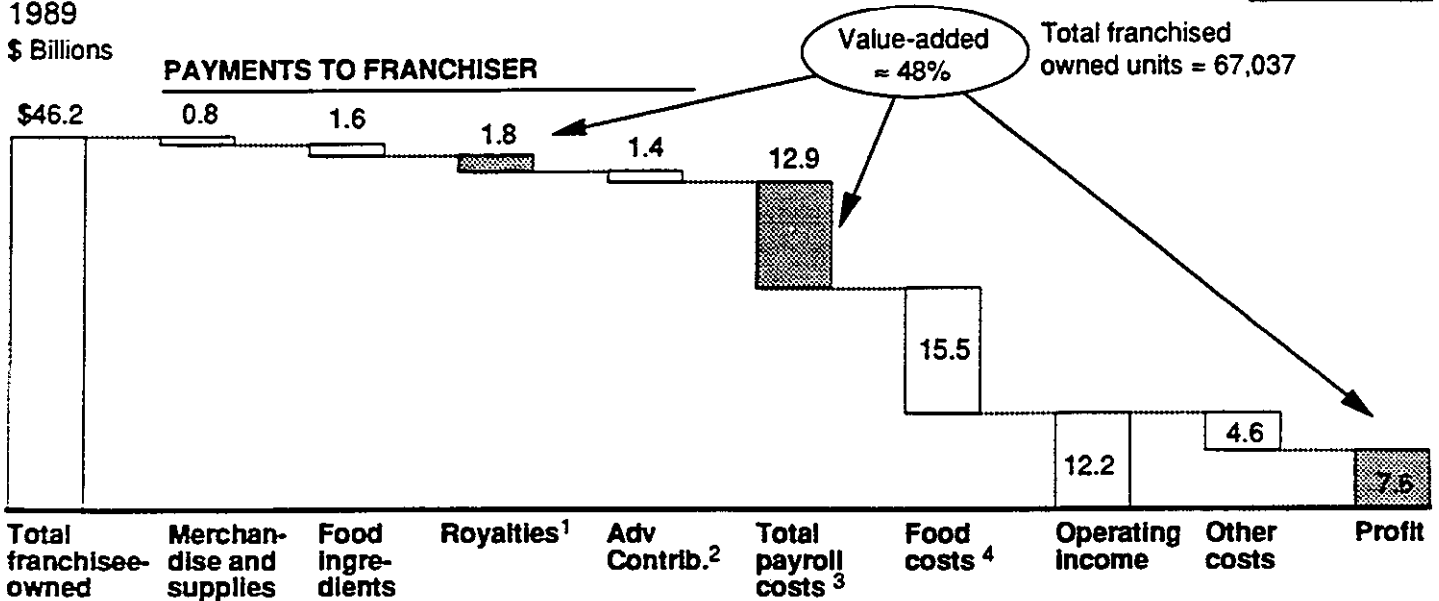 1989
$ Billions
PAYMENTS TO FRANCHISER
Value-added
= 48%
Total franchised
owned units = 67,037
$46.2
0.8
1.6
1.8
1.4
12.9
15.5
12.2
4.6
7.6
Total
franchisee-
owned
Merchan-
dise and
supplies
Food
ingre-
dients
Royalties1
Adv
Contrib.2
Total
payroll
costs 3
Food
costs 4
Operating
income
Other
costs
Profit